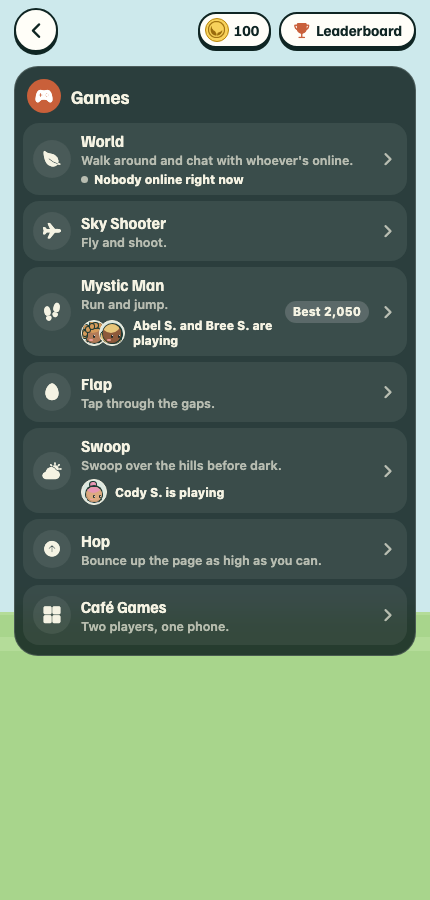 100
Leaderboard
Games
World
Walk around and chat with whoever's online.
Nobody online right now
Sky Shooter
Fly and shoot.
Mystic Man
Run and jump.
Abel S. and Bree S. are
playing
Best 2,050
Flap
Tap through the gaps.
Swoop
Swoop over the hills before dark.
Cody S. is playing
Hop
Bounce up the page as high as you can.
Café Games
Two players, one phone.